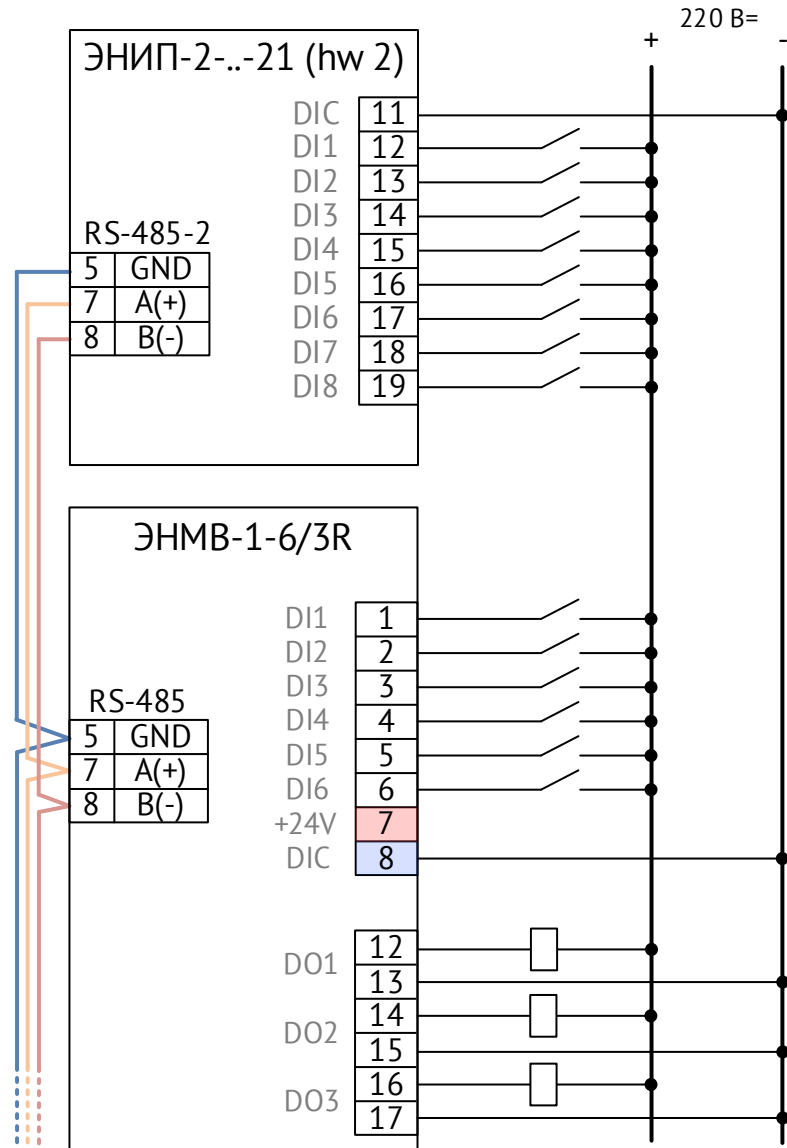 220 В=
+ -
ЭНИП-2-..-21 (hw 2)
DIC 11
DI1 12
DI2 13
DI3 14
DI4 15
DI5 16
DI6 17
DI7 18
DI8 19
RS-485-2
5 GND
7 A(+)
8 B(-)
ЭНМВ-1-6/3R
DI1 1
DI2 2
DI3 3
DI4 4
DI5 5
DI6 6
+24V 7
DIC 8
RS-485
5 GND
7 A(+)
8 B(-)
DO1 12
13
DO2 14
15
DO3 16
17